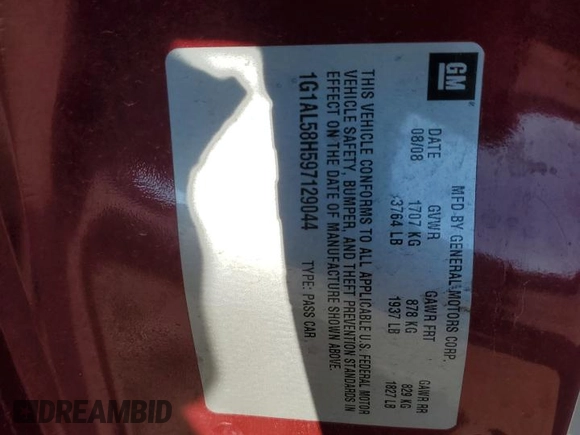 GM
MFD BY GENERAL MOTORS CORP.
DATE GVWR GAWR FRT GAWR RR
08/08 1707 KG 878 KG 829 KG
3764 LB 1937 LB 1827 LB
THIS VEHICLE CONFORMS TO ALL APPLICABLE U.S. FEDERAL MOTOR
VEHICLE SAFETY, BUMPER, AND THEFT PREVENTION STANDARDS IN
EFFECT ON THE DATE OF MANUFACTURE SHOWN ABOVE.
1G1AL58H597129044 TYPE: PASS CAR
DREAMBID